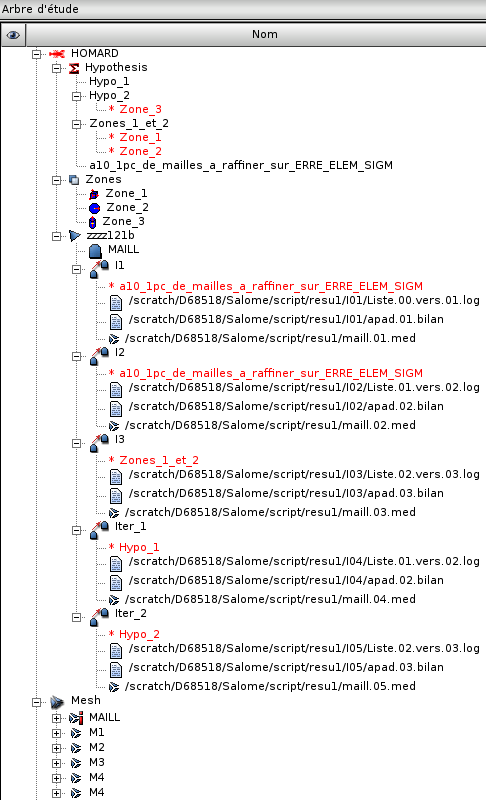 Arbre d'étude
Nom
HOMARD
Hypothesis
Hypo_1
Hypo_2
* Zone_3
Zones_1_et_2
* Zone_1
* Zone_2
a10_1pc_de_mailles_a_raffiner_sur_ERRE_ELEM_SIGM
Zones
Zone_1
Zone_2
Zone_3
zzzz121b
MAILL
I1
* a10_1pc_de_mailles_a_raffiner_sur_ERRE_ELEM_SIGM
/scratch/D68518/Salome/script/resu1/I01/Liste.00.vers.01.log
/scratch/D68518/Salome/script/resu1/I01/apad.01.bilan
/scratch/D68518/Salome/script/resu1/maill.01.med
I2
* a10_1pc_de_mailles_a_raffiner_sur_ERRE_ELEM_SIGM
/scratch/D68518/Salome/script/resu1/I02/Liste.01.vers.02.log
/scratch/D68518/Salome/script/resu1/I02/apad.02.bilan
/scratch/D68518/Salome/script/resu1/maill.02.med
I3
* Zones_1_et_2
/scratch/D68518/Salome/script/resu1/I03/Liste.02.vers.03.log
/scratch/D68518/Salome/script/resu1/I03/apad.03.bilan
/scratch/D68518/Salome/script/resu1/maill.03.med
Iter_1
* Hypo_1
/scratch/D68518/Salome/script/resu1/I04/Liste.01.vers.02.log
/scratch/D68518/Salome/script/resu1/I04/apad.02.bilan
/scratch/D68518/Salome/script/resu1/maill.04.med
Iter_2
* Hypo_2
/scratch/D68518/Salome/script/resu1/I05/Liste.02.vers.03.log
/scratch/D68518/Salome/script/resu1/I05/apad.03.bilan
/scratch/D68518/Salome/script/resu1/maill.05.med
Mesh
MAILL
M1
M2
M3
M4
M4